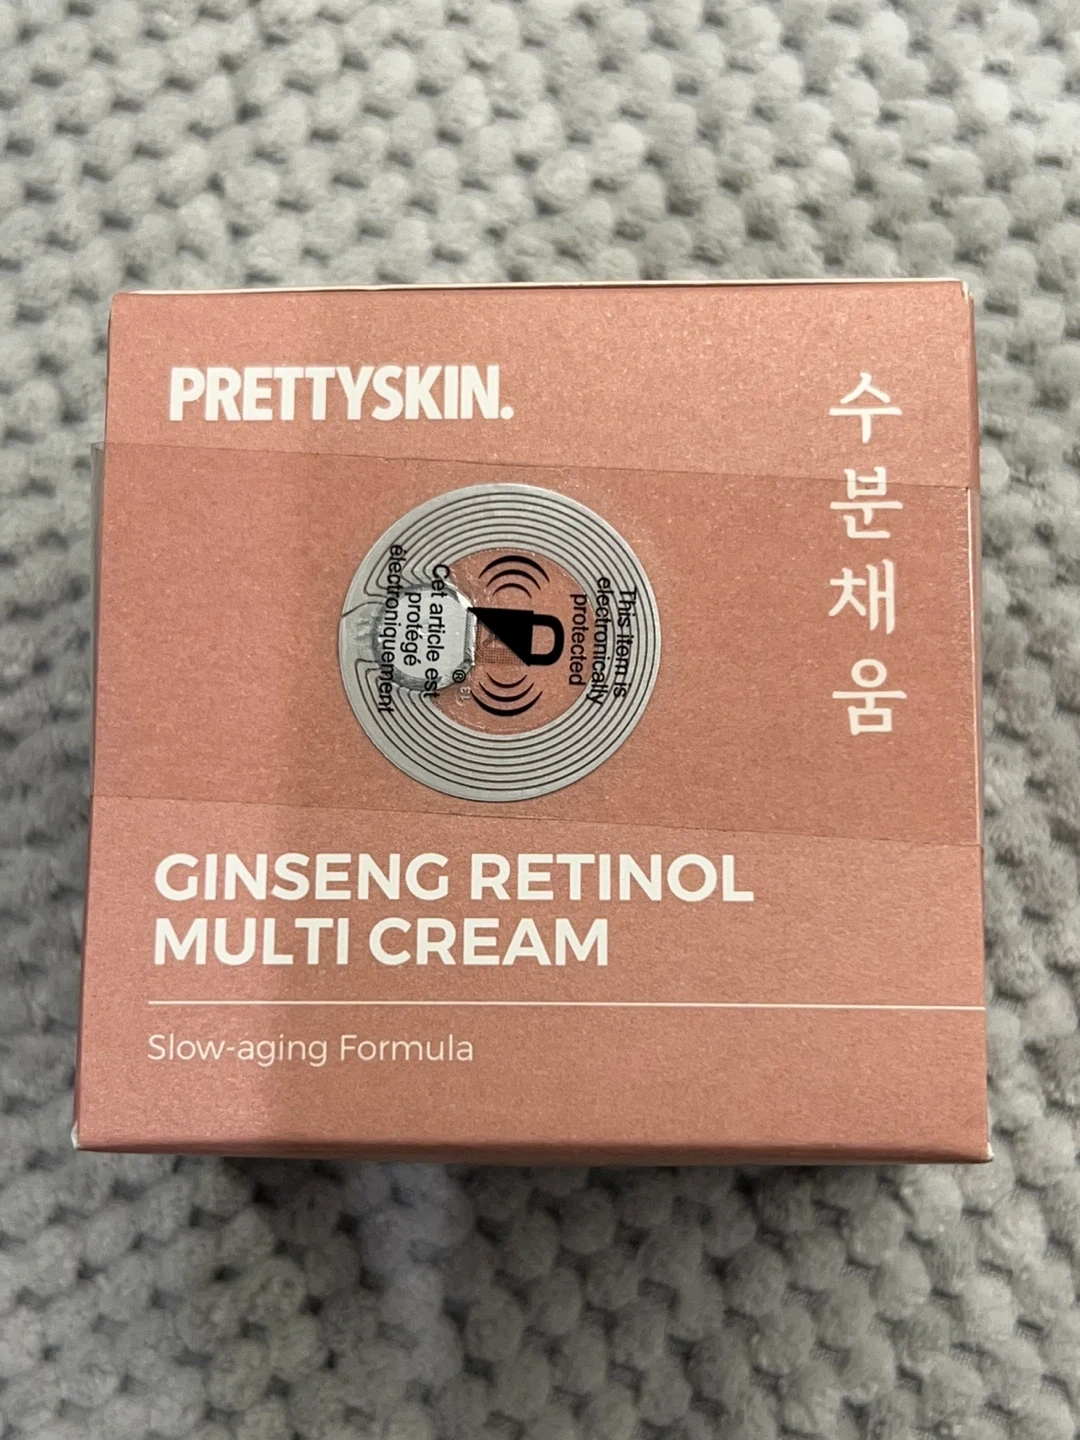 PRETTYSKIN.
수분채움
This item is
electronically
protected
Cet article est
protégé
électroniquement
GINSENG RETINOL
MULTI CREAM
Slow-aging Formula